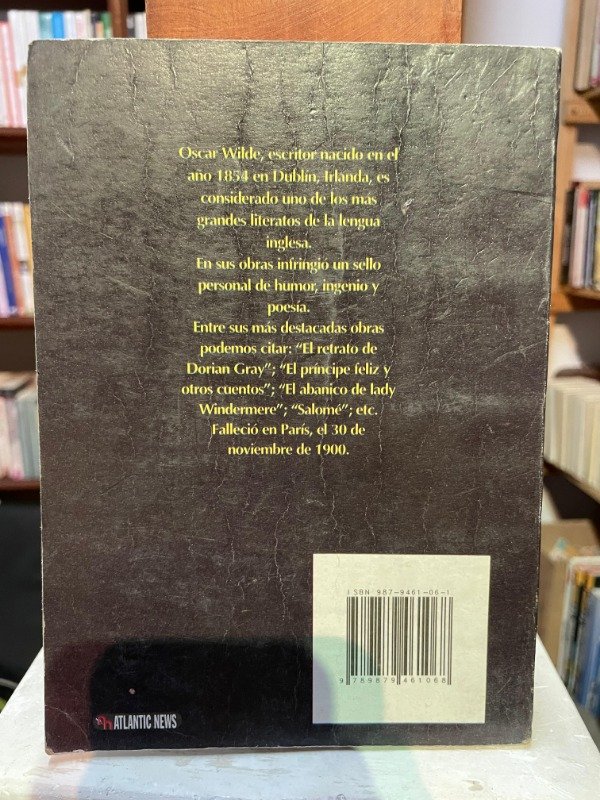 Oscar Wilde, escritor nacido en el
año 1854 en Dublín, Irlanda, es
considerado uno de los más
grandes literatos de la lengua
inglesa.
En sus obras infringió un sello
personal de humor, ingenio y
poesía.
Entre sus más destacadas obras
podemos citar: “El retrato de
Dorian Gray”; “El príncipe feliz y
otros cuentos”; “El abanico de lady
Windermere”; “Salomé”; etc.
Falleció en París, el 30 de
noviembre de 1900.
ISBN 987-9461-06-1
9 789879 461068
ATLANTIC NEWS